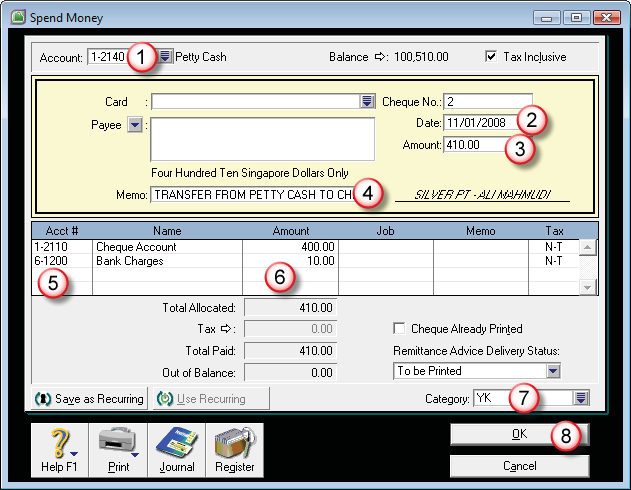 Spend Money
Account: 1-2140 1 Petty Cash Balance ⇨: 100,510.00 Tax Inclusive
Card : Cheque No.: 2
Payee : Date: 11/01/2008 2
Amount: 410.00 3
Four Hundred Ten Singapore Dollars Only
Memo: TRANSFER FROM PETTY CASH TO 4 SILVER PT - ALI MAHMUDI
Acct # Name Amount Job Memo Tax
1-2110 Cheque Account 400.00 N-T
6-1200 Bank Charges 10.00 N-T
5 6
Total Allocated: 410.00
Tax ⇨: 0.00 Cheque Already Printed
Total Paid: 410.00 Remittance Advice Delivery Status:
Out of Balance: 0.00 To be Printed
Save as Recurring Use Recurring Category: YK 7
Help F1 Print Journal Register
OK 8
Cancel